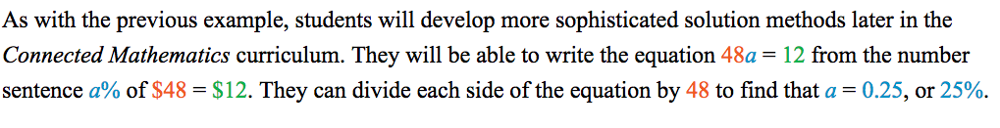 As with the previous example, students will develop more sophisticated solution methods later in the
Connected Mathematics curriculum. They will be able to write the equation 48a = 12 from the number
sentence a% of $48 = $12. They can divide each side of the equation by 48 to find that a = 0.25, or 25%.